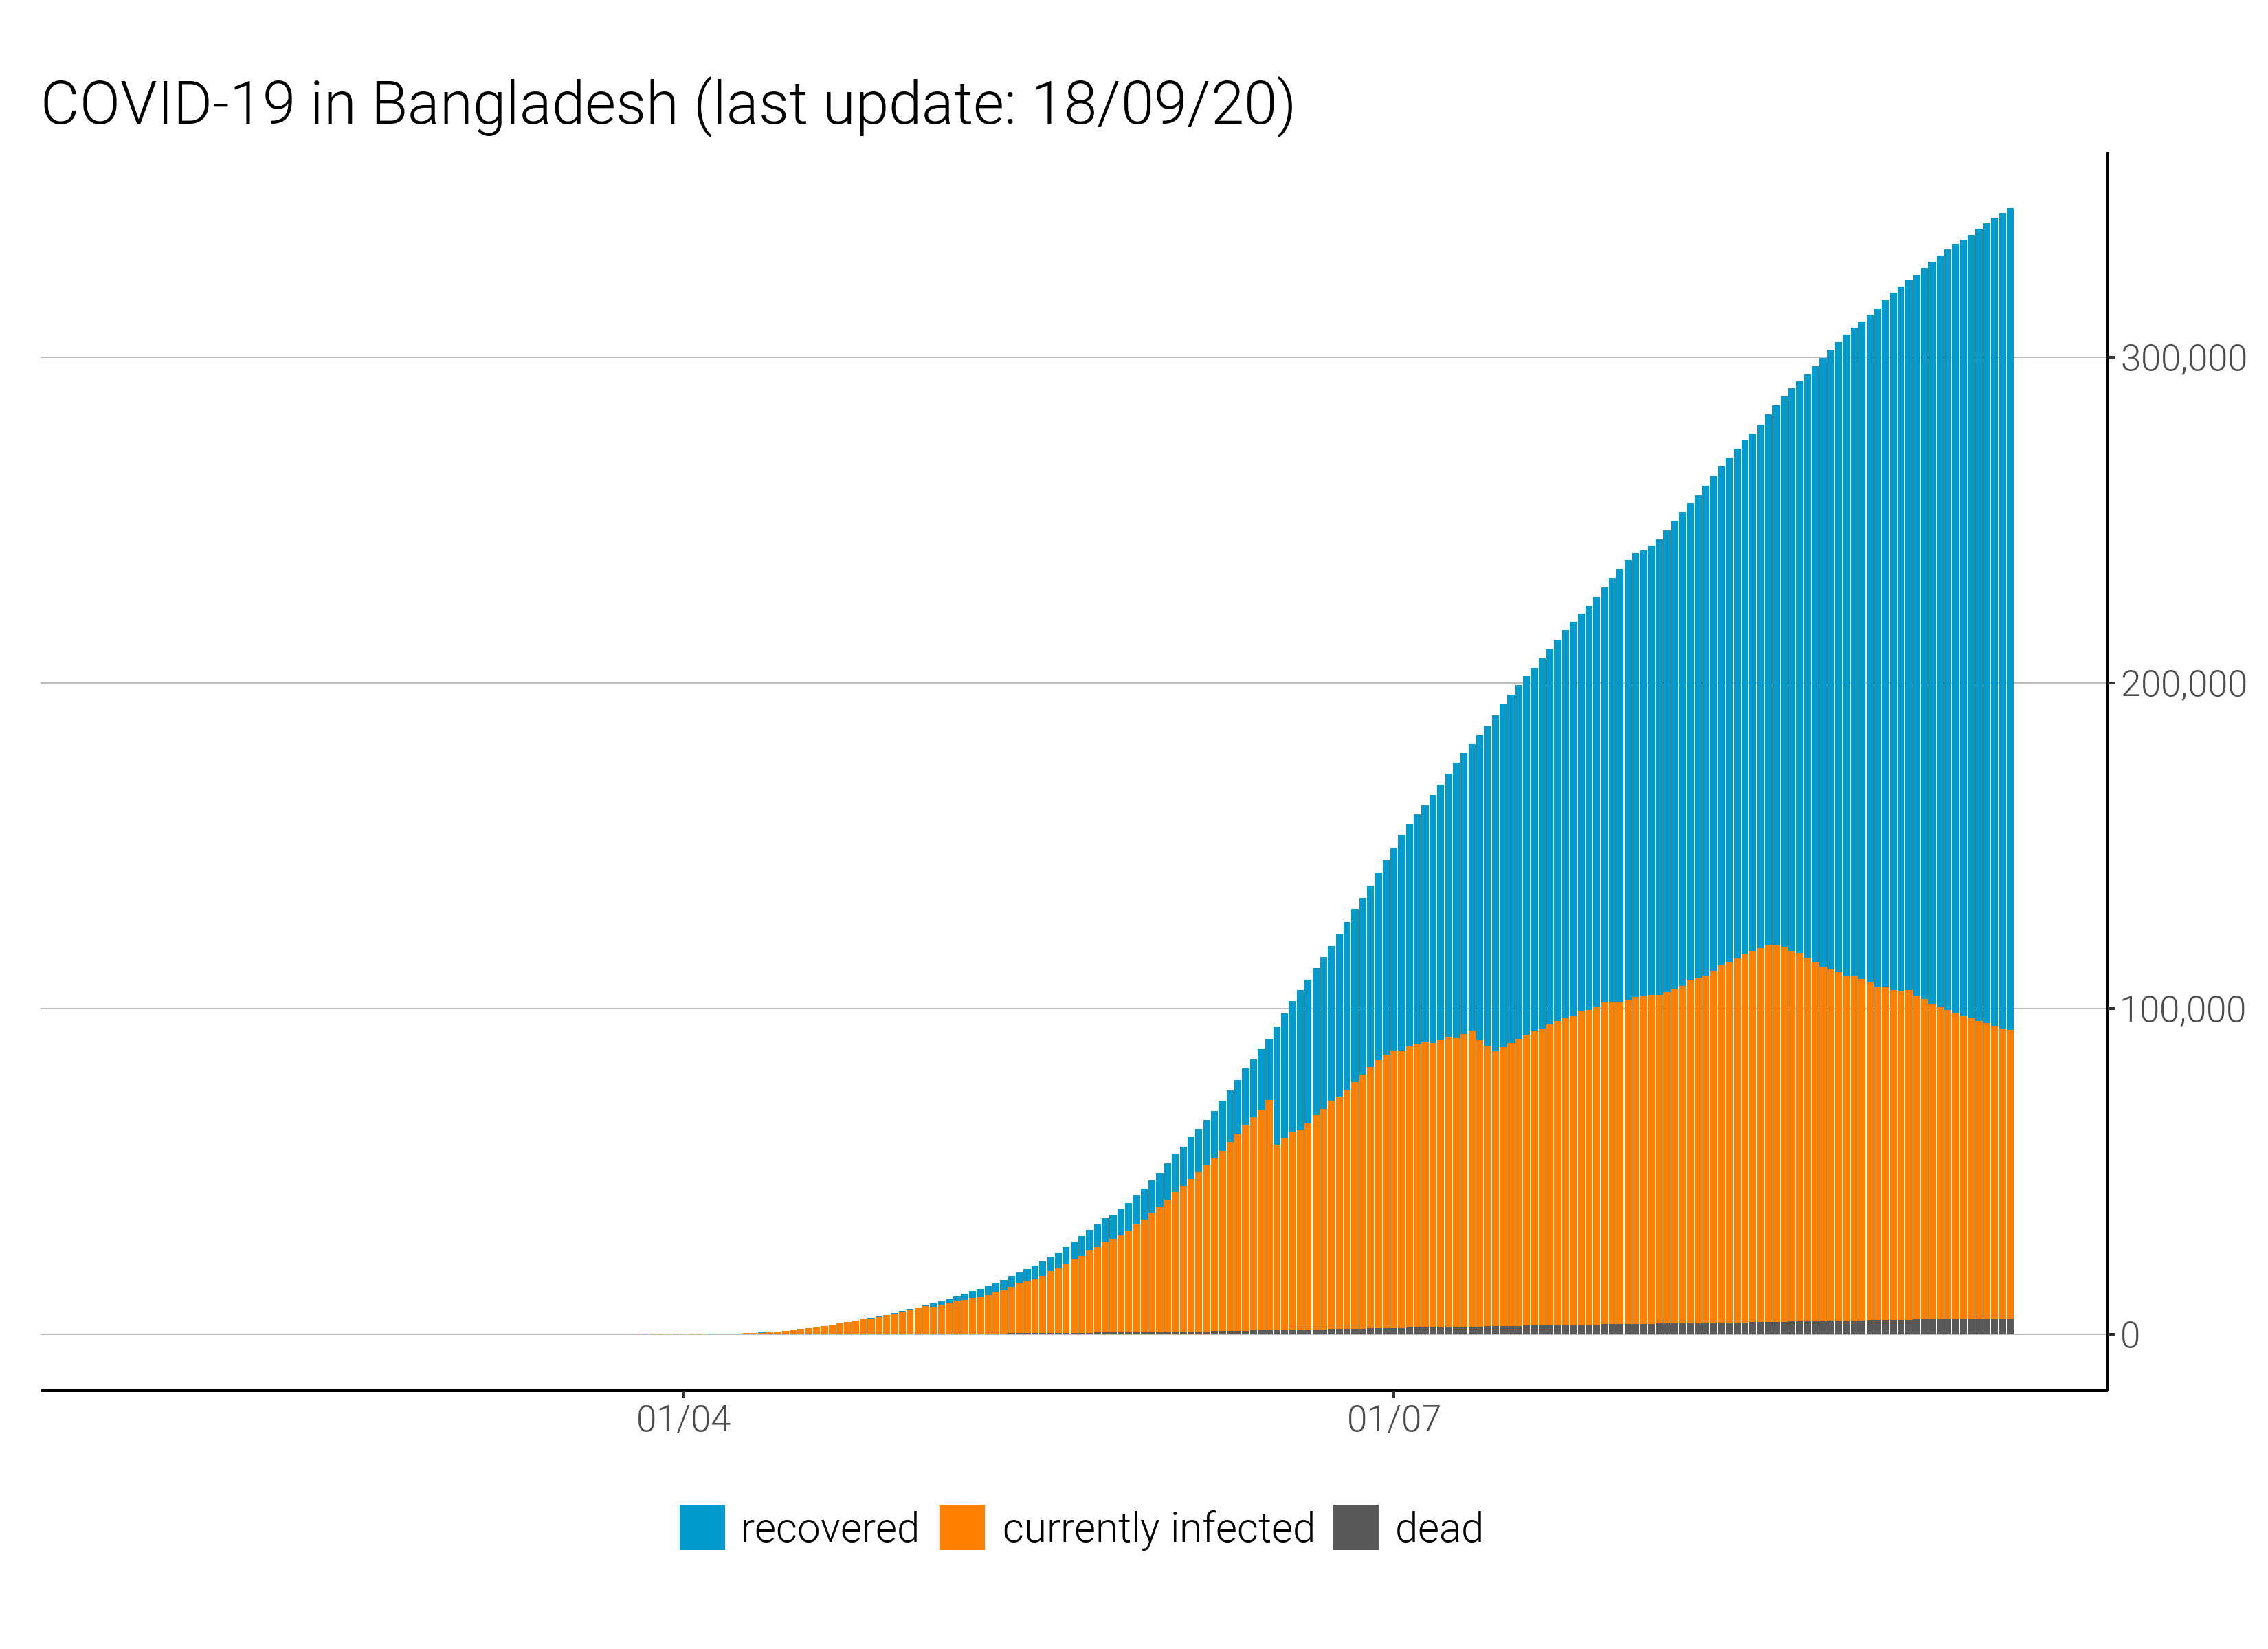 COVID-19 in Bangladesh (last update: 18/09/20)
300,000
200,000
100,000
0
01/04 01/07
recovered currently infected dead